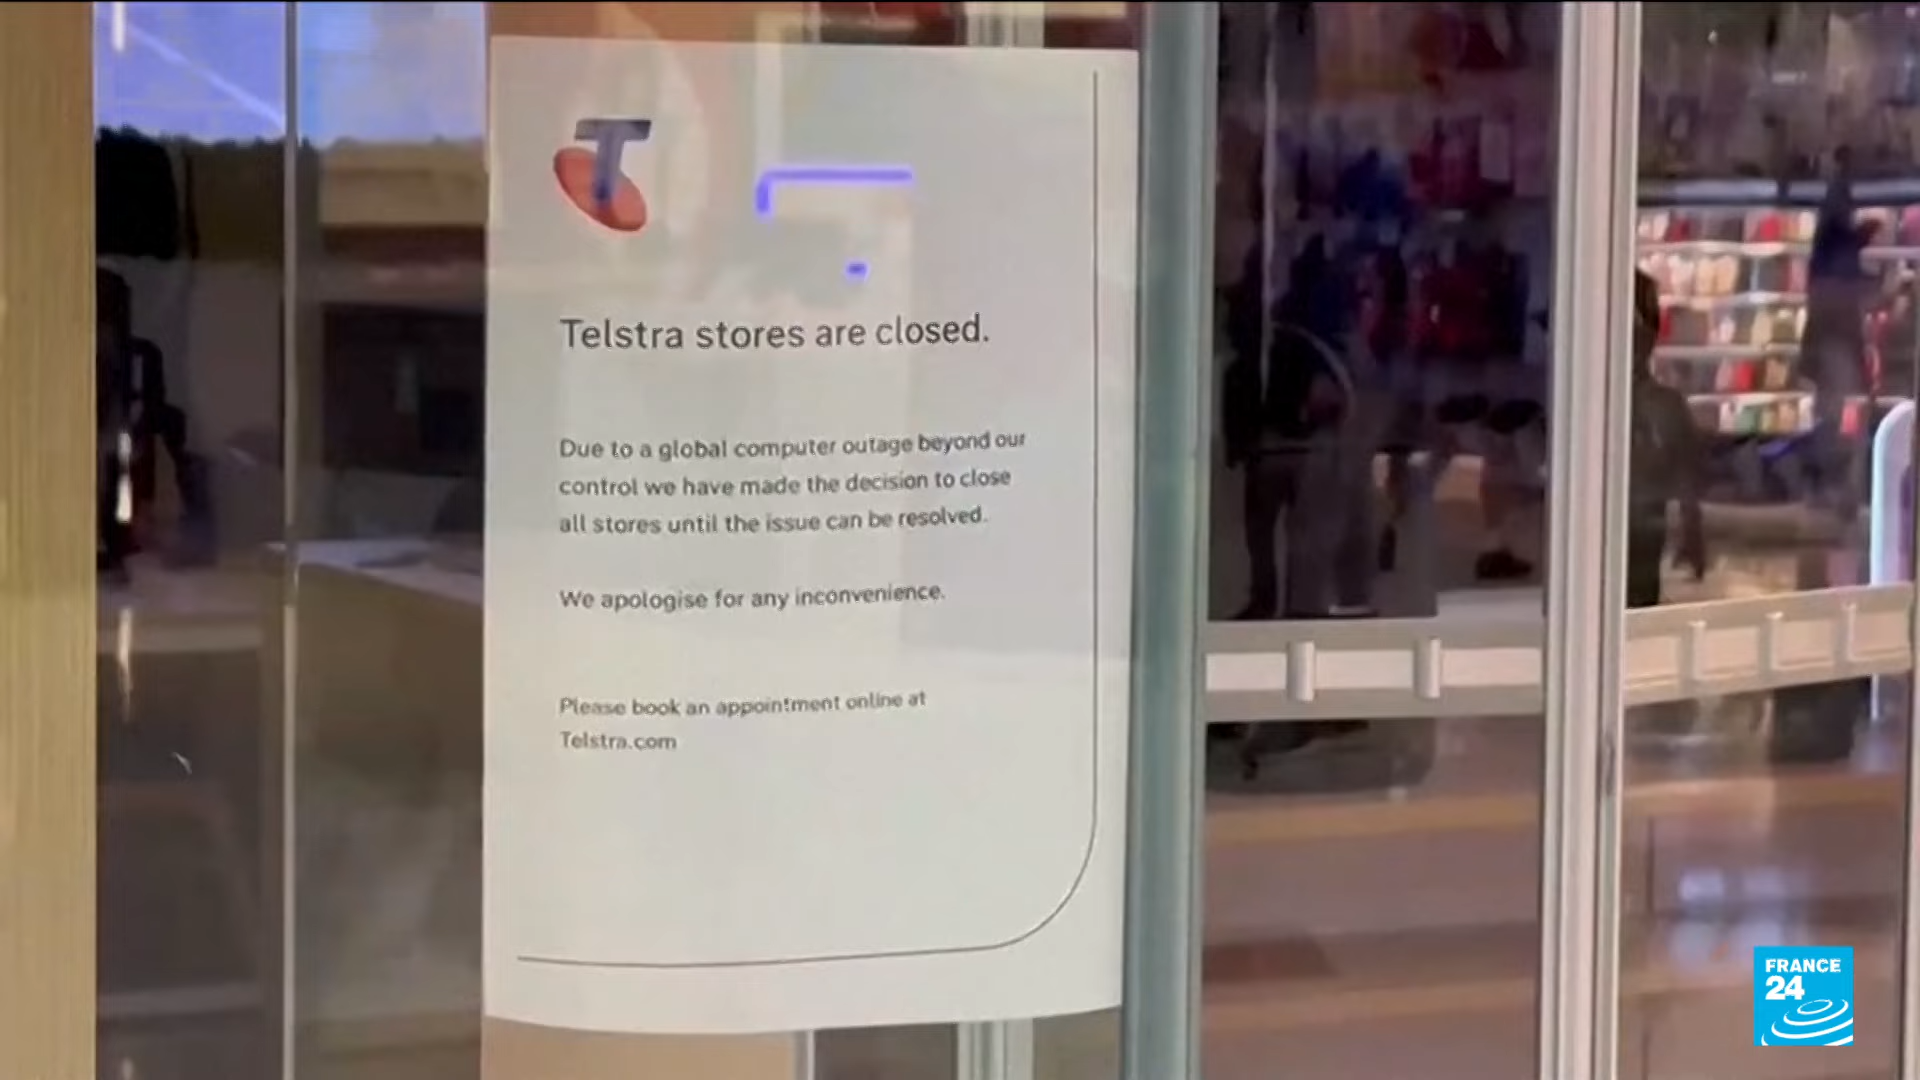 T
Telstra stores are closed.
Due to a global computer outage beyond our
control we have made the decision to close
all stores until the issue can be resolved.
We apologise for any inconvenience.
Please book an appointment online at
Telstra.com
FRANCE
24